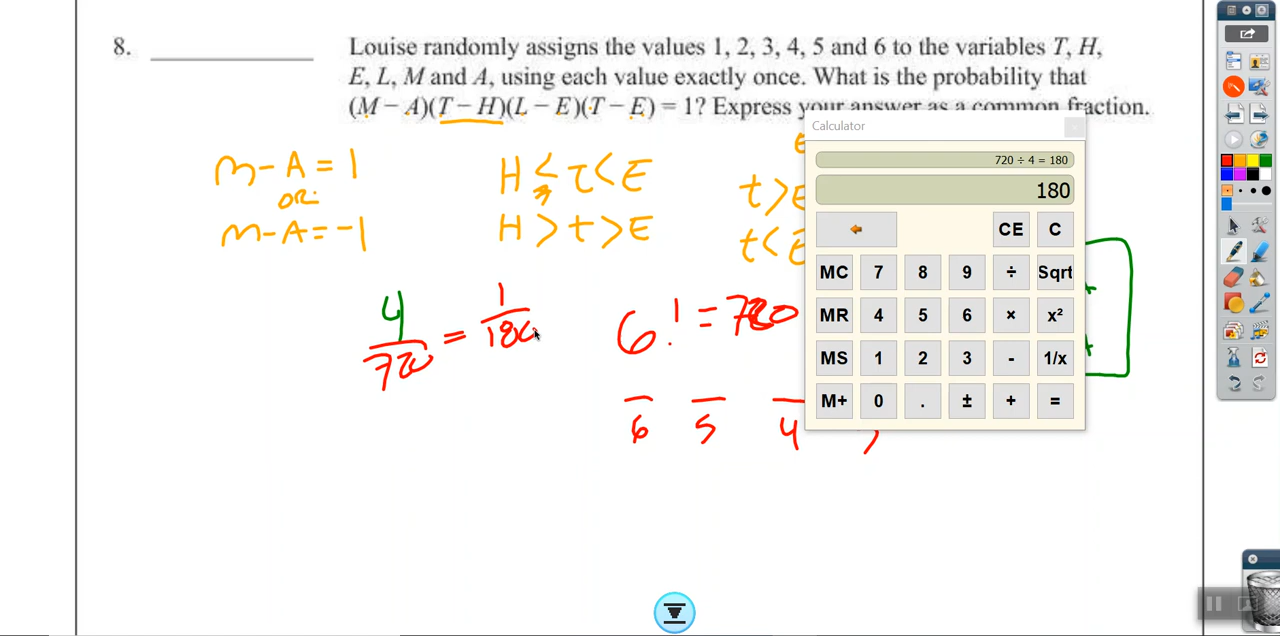 8. Louise randomly assigns the values 1, 2, 3, 4, 5 and 6 to the variables T, H,
E, L, M and A, using each value exactly once. What is the probability that
(M − A)(T − H)(L − E)(T − E) = 1? Express your answer as a common fraction.
m - A = 1
OR
m - A = -1
H < t < E
H > t > E
t > E
t < E
4/720 = 1/180
6! = 720
6 5 4
Calculator
720 ÷ 4 = 180
180
CE C
MC 7 8 9 ÷ Sqrt
MR 4 5 6 × x²
MS 1 2 3 - 1/x
M+ 0 . ± + =